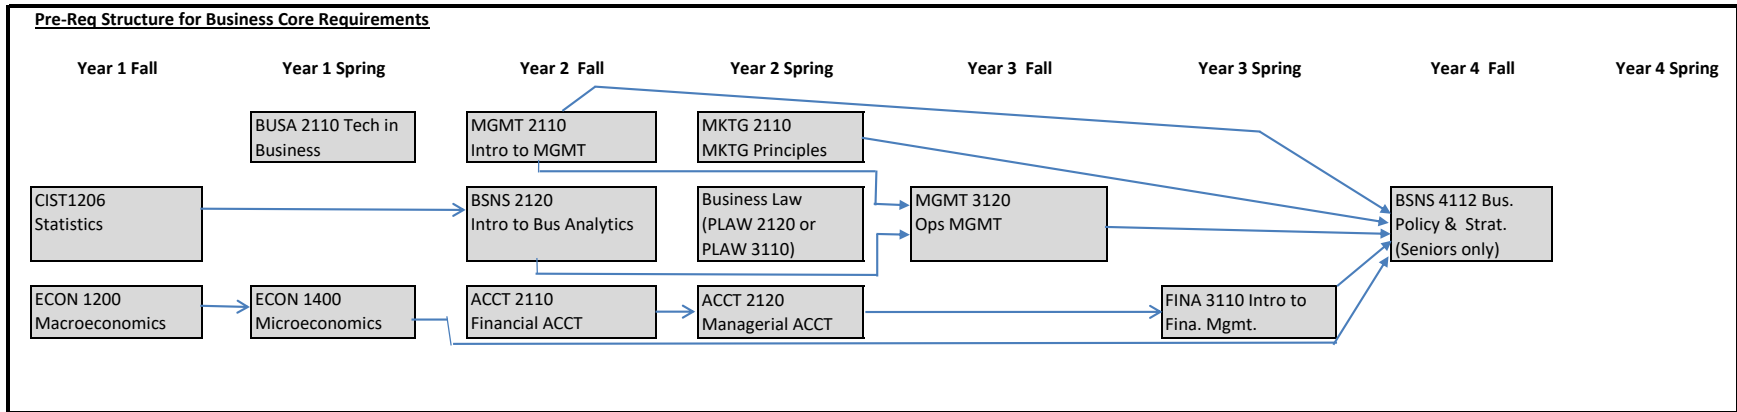 Pre-Req Structure for Business Core Requirements
Year 1 Fall
Year 1 Spring
Year 2  Fall
Year 2 Spring
Year 3  Fall
Year 3 Spring
Year 4  Fall
Year 4 Spring
BUSA 2110 Tech in
Business
MGMT 2110
Intro to MGMT
MKTG 2110
MKTG Principles
CIST1206
Statistics
BSNS 2120
Intro to Bus Analytics
Business Law
(PLAW 2120 or
PLAW 3110)
MGMT 3120
Ops MGMT
BSNS 4112 Bus.
Policy &  Strat.
(Seniors only)
ECON 1200
Macroeconomics
ECON 1400
Microeconomics
ACCT 2110
Financial ACCT
ACCT 2120
Managerial ACCT
FINA 3110 Intro to
Fina. Mgmt.